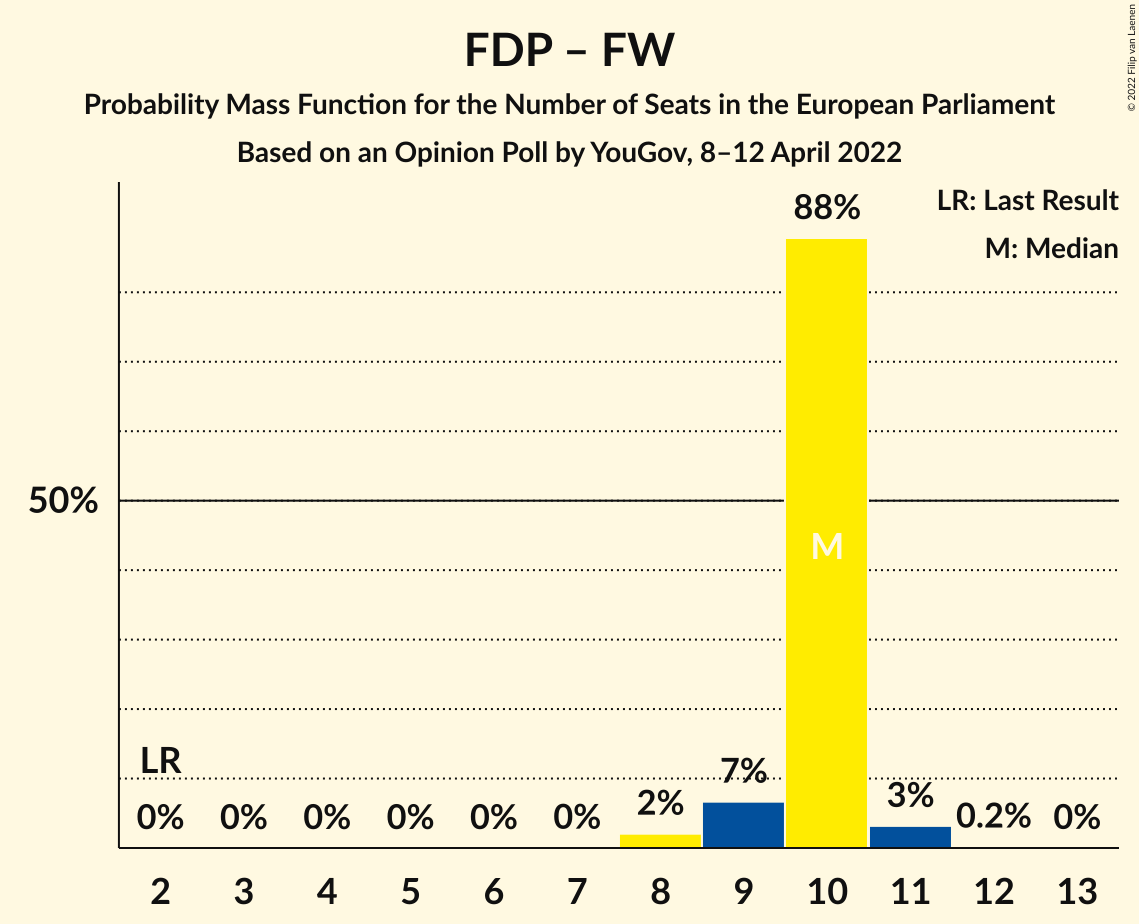 FDP – FW
Probability Mass Function for the Number of Seats in the European Parliament
Based on an Opinion Poll by YouGov, 8–12 April 2022
© 2022 Filip van Laenen
LR: Last Result
M: Median
88%
50%
M
LR
0% 0% 0% 0% 0% 0% 2% 7% 3% 0.2% 0%
2 3 4 5 6 7 8 9 10 11 12 13